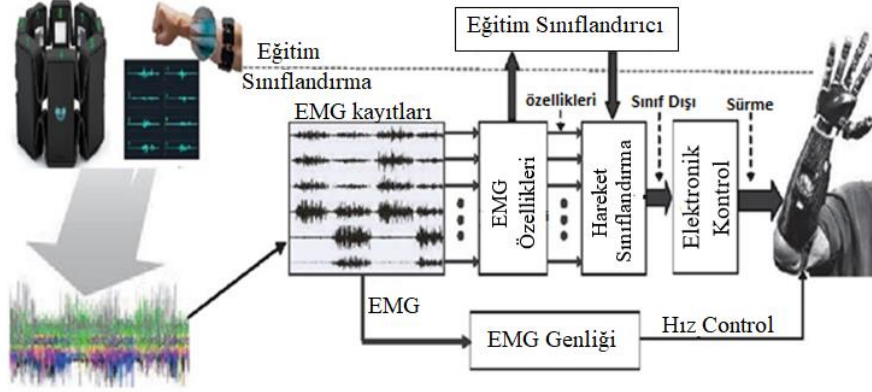 Eğitim Sınıflandırıcı
Eğitim
Sınıflandırma
EMG kayıtları
özellikleri
Sınıf Dışı
Sürme
EMG
Özellikleri
Hareket
Sınıflandırma
Elektronik
Kontrol
EMG
EMG Genliği
Hız Control